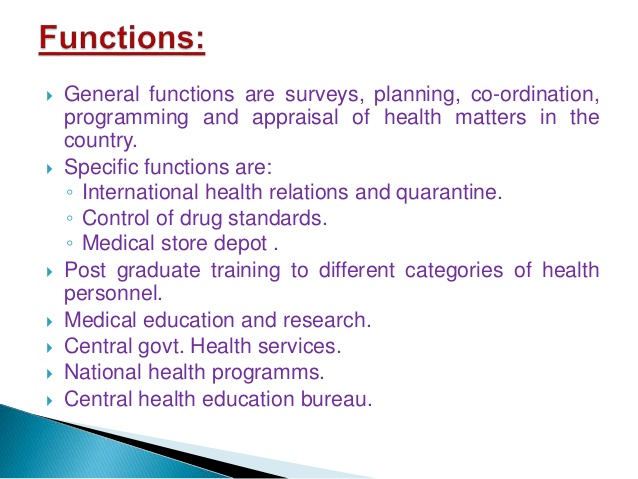 Functions:
General functions are surveys, planning, co-ordination,
programming and appraisal of health matters in the
country.
Specific functions are:
International health relations and quarantine.
Control of drug standards.
Medical store depot .
Post graduate training to different categories of health
personnel.
Medical education and research.
Central govt. Health services.
National health programms.
Central health education bureau.